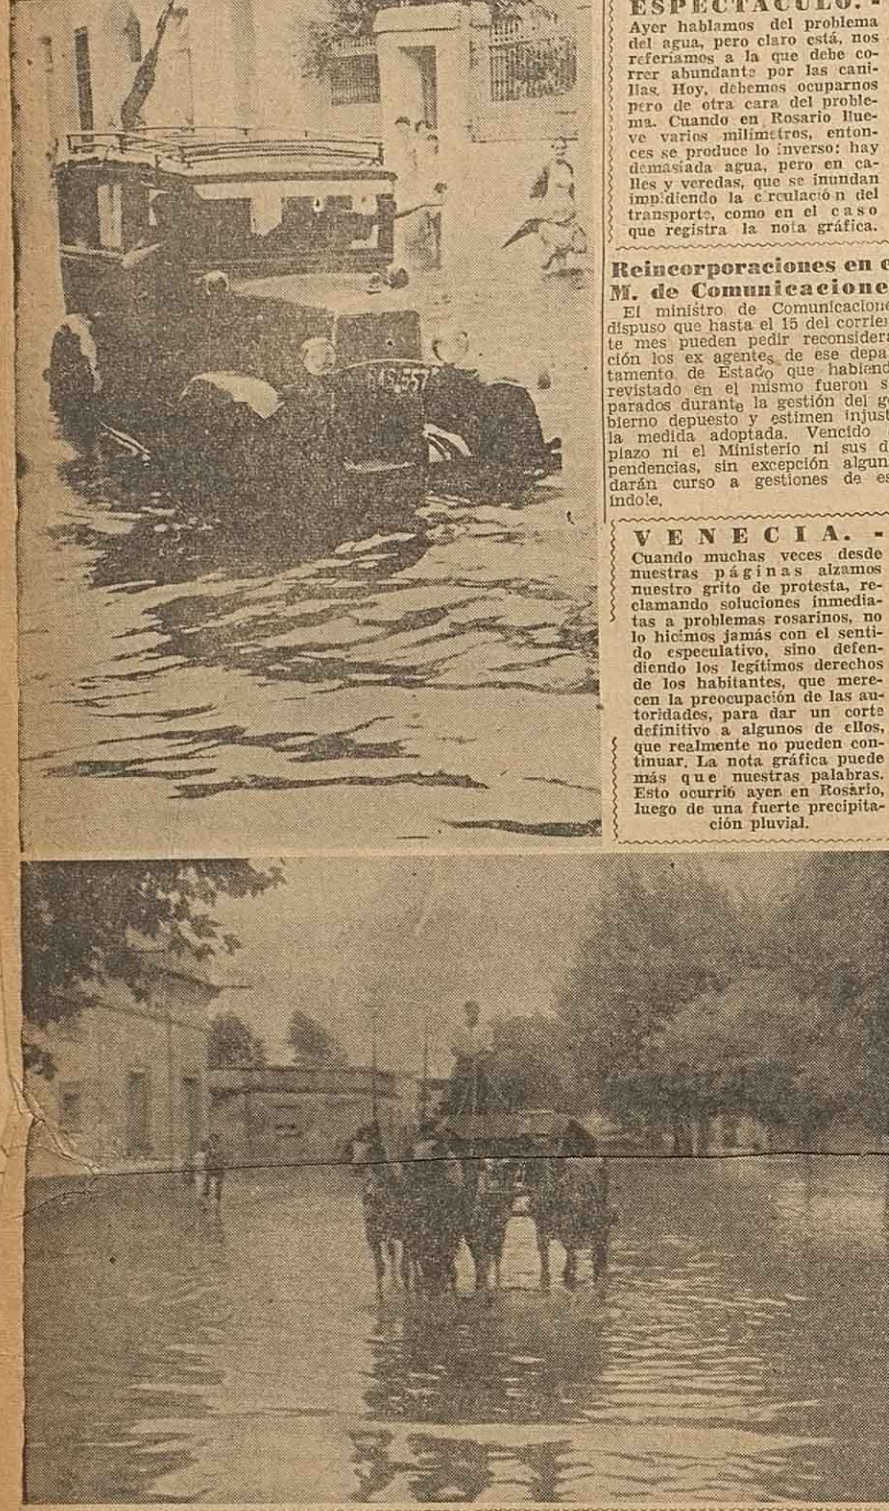 ESPECTACULO. -
Ayer hablamos del problema
del agua, pero claro está, nos
referíamos a la que debe co-
rrer abundante por las cani-
llas. Hoy, debemos ocuparnos
pero de otra cara del proble-
ma. Cuando en Rosario llue-
ve varios milímetros, enton-
ces se produce lo inverso: hay
demasiada agua, pero en ca-
lles y veredas, que se inundan
impidiendo la c rculación del
transporte, como en el caso
que registra la nota gráfica.
Reincorporaciones en e
M. de Comunicacione
El ministro de Comunicacione
dispuso que hasta el 15 del corrien
te mes pueden pedir reconsidera
ción los ex agentes de ese depa
tamento de Estado que habiend
revistado en el mismo fueron s
parados durante la gestión del g
bierno depuesto y estimen injust
la medida adoptada. Vencido
plazo ni el Ministerio ni sus d
pendencias, sin excepción algun
darán curso a gestiones de es
índole.
VENECIA. -
Cuando muchas veces desde
nuestras páginas alzamos
nuestro grito de protesta, re-
clamando soluciones inmedia-
tas a problemas rosarinos, no
lo hicimos jamás con el senti-
do especulativo, sino defen-
diendo los legítimos derechos
de los habitantes, que mere-
cen la preocupación de las au-
toridades, para dar un corte
definitivo a algunos de ellos,
que realmente no pueden con-
tinuar. La nota gráfica puede
más que nuestras palabras.
Esto ocurrió ayer en Rosario,
luego de una fuerte precipita-
ción pluvial.